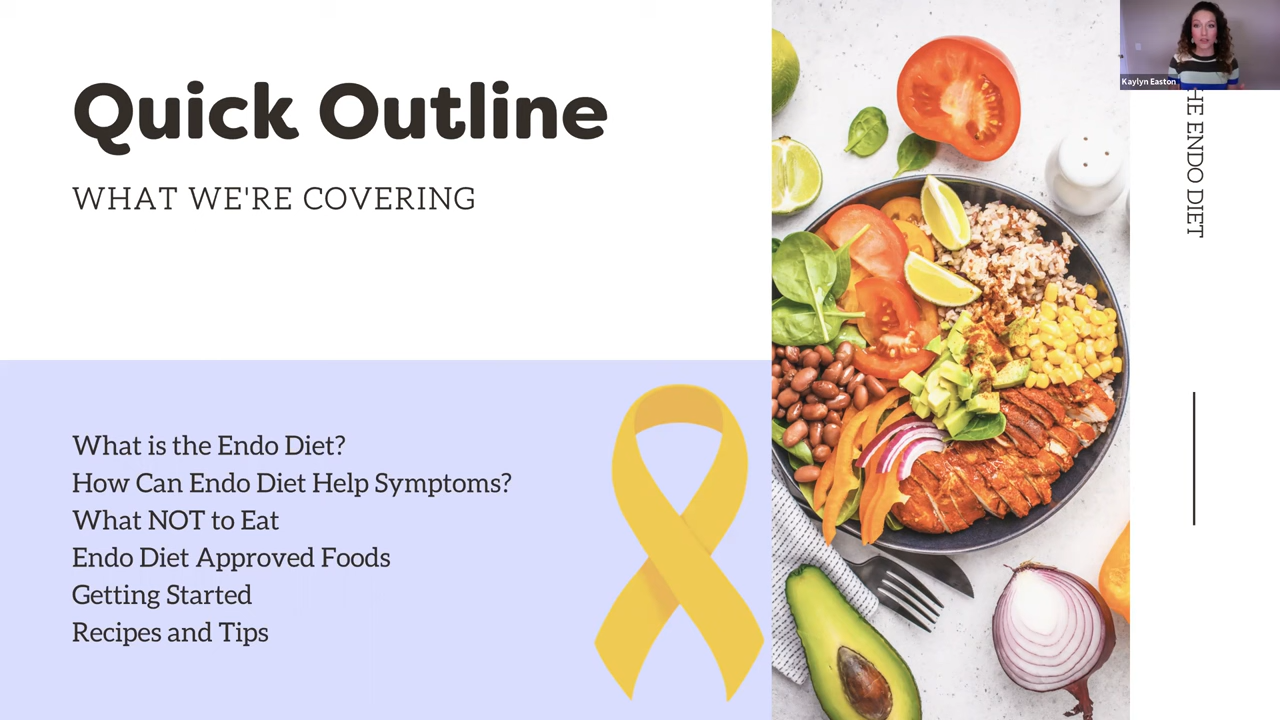 Quick Outline
WHAT WE'RE COVERING
What is the Endo Diet?
How Can Endo Diet Help Symptoms?
What NOT to Eat
Endo Diet Approved Foods
Getting Started
Recipes and Tips
Kaylyn Easton
HE ENDO DIET